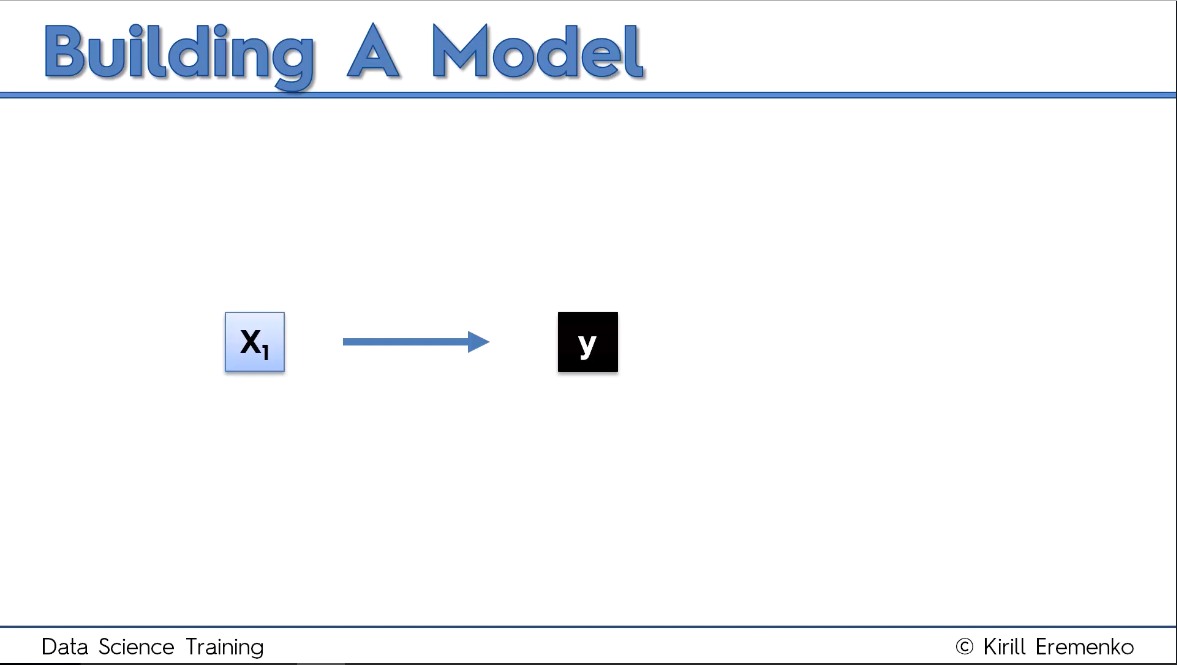 Building A Model
X₁
y
Data Science Training
© Kirill Eremenko